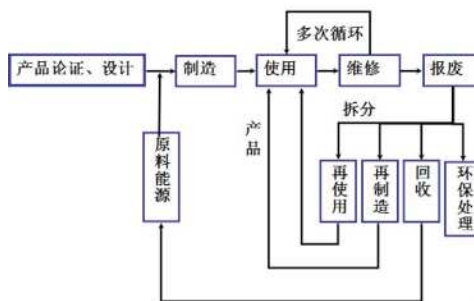 多次循环
产品论证、设计
制造
使用
维修
报废
拆分
产品
原料能源
再使用
再制造
回收
环保处理